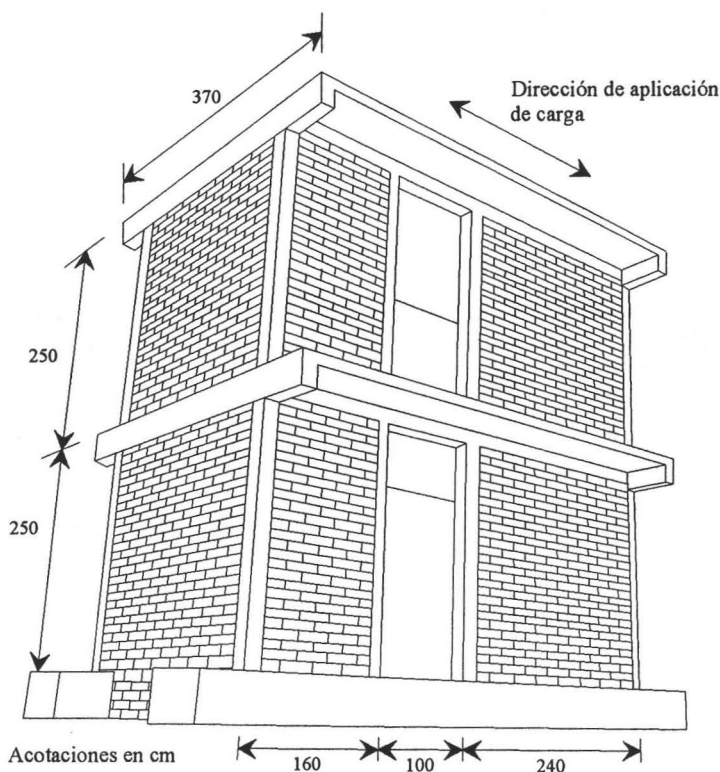 370
Dirección de aplicación
de carga
250
250
Acotaciones en cm
160
100
240